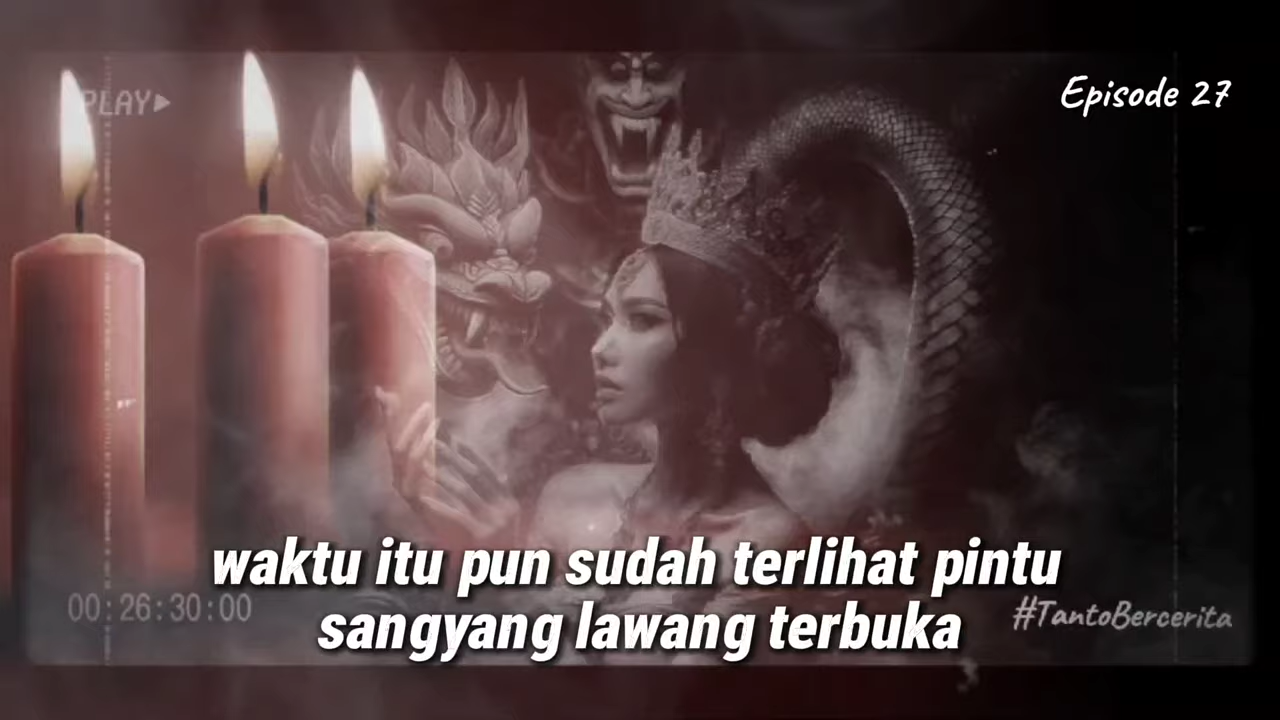 PLAY
Episode 27
waktu itu pun sudah terlihat pintu
sangyang lawang terbuka
00:26:30:00
#TantoBercerita